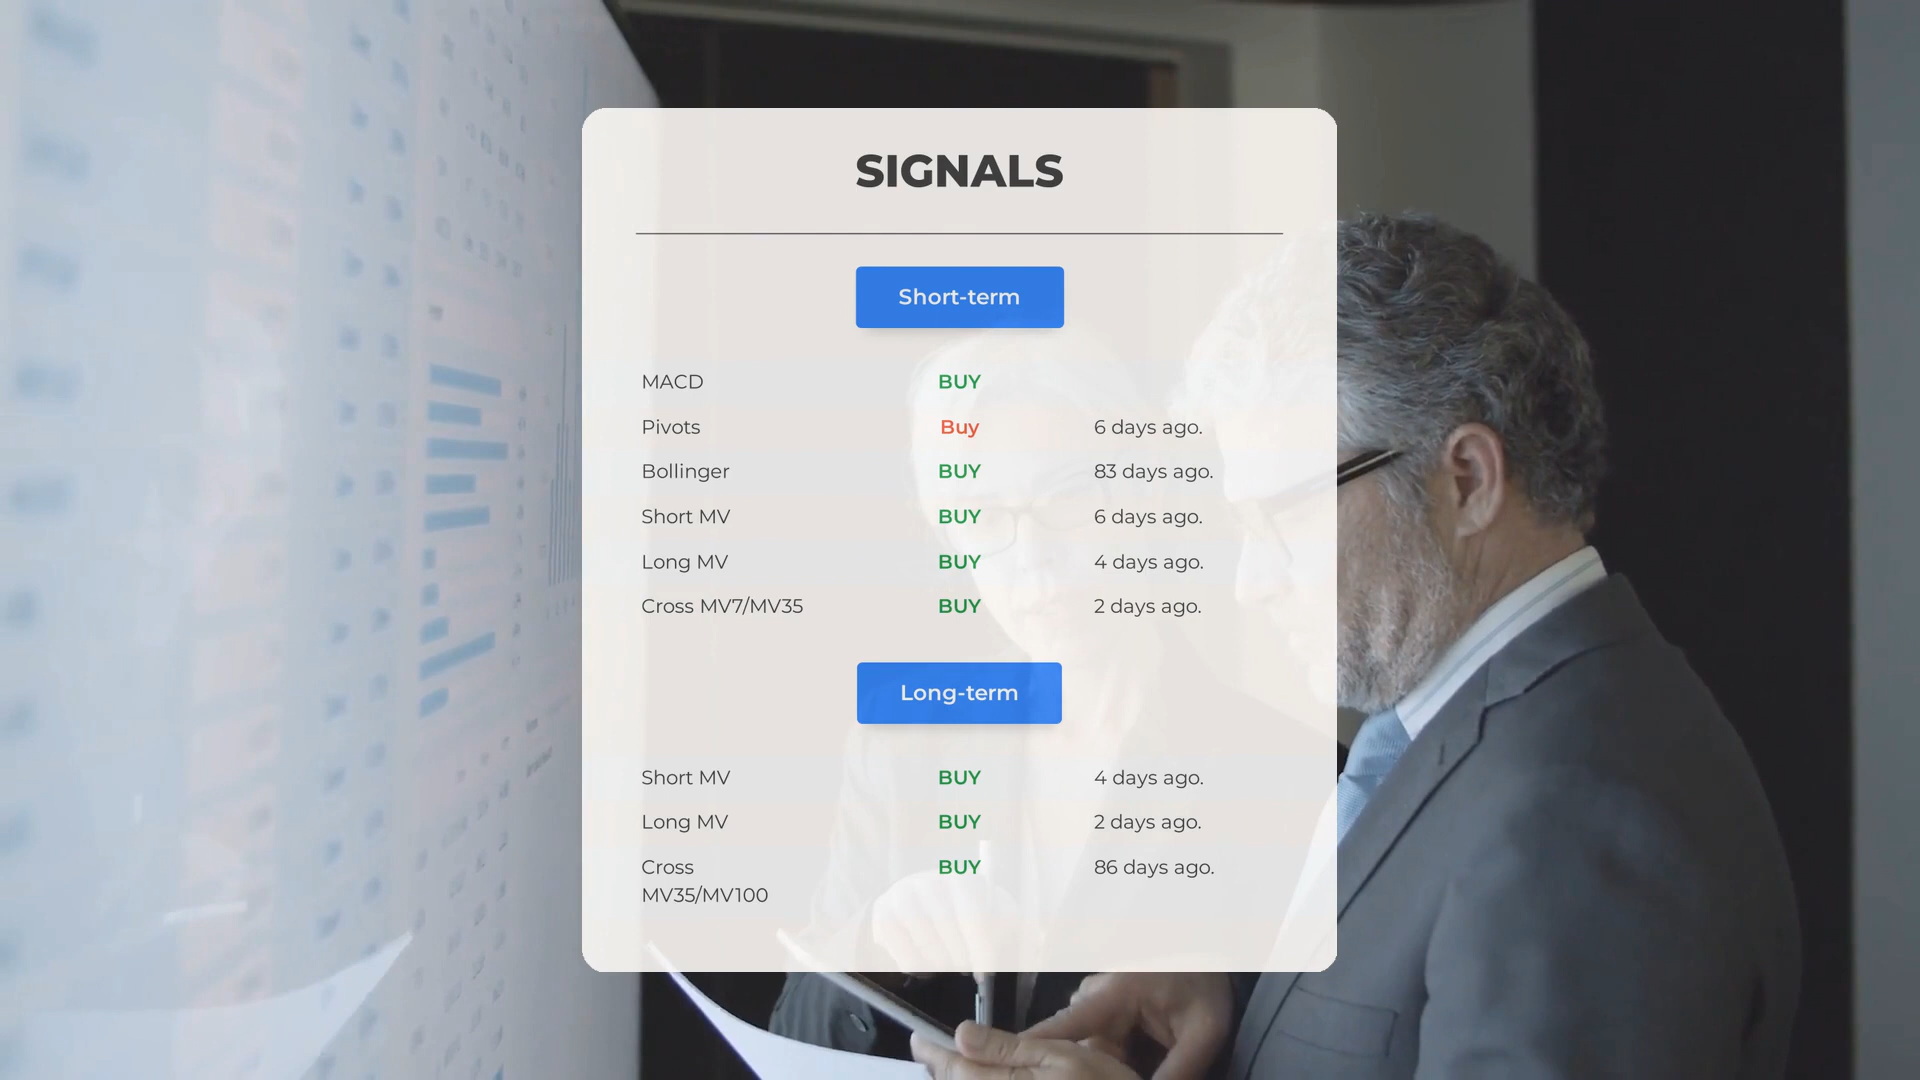 SIGNALS
Short-term
MACD BUY
Pivots Buy 6 days ago.
Bollinger BUY 83 days ago.
Short MV BUY 6 days ago.
Long MV BUY 4 days ago.
Cross MV7/MV35 BUY 2 days ago.
Long-term
Short MV BUY 4 days ago.
Long MV BUY 2 days ago.
Cross BUY 86 days ago.
MV35/MV100